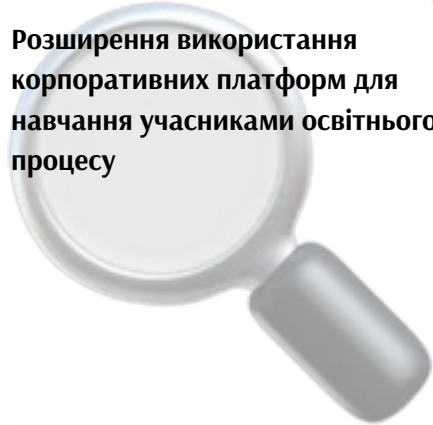 Розширення використання
корпоративних платформ для
навчання учасниками освітнього
процесу